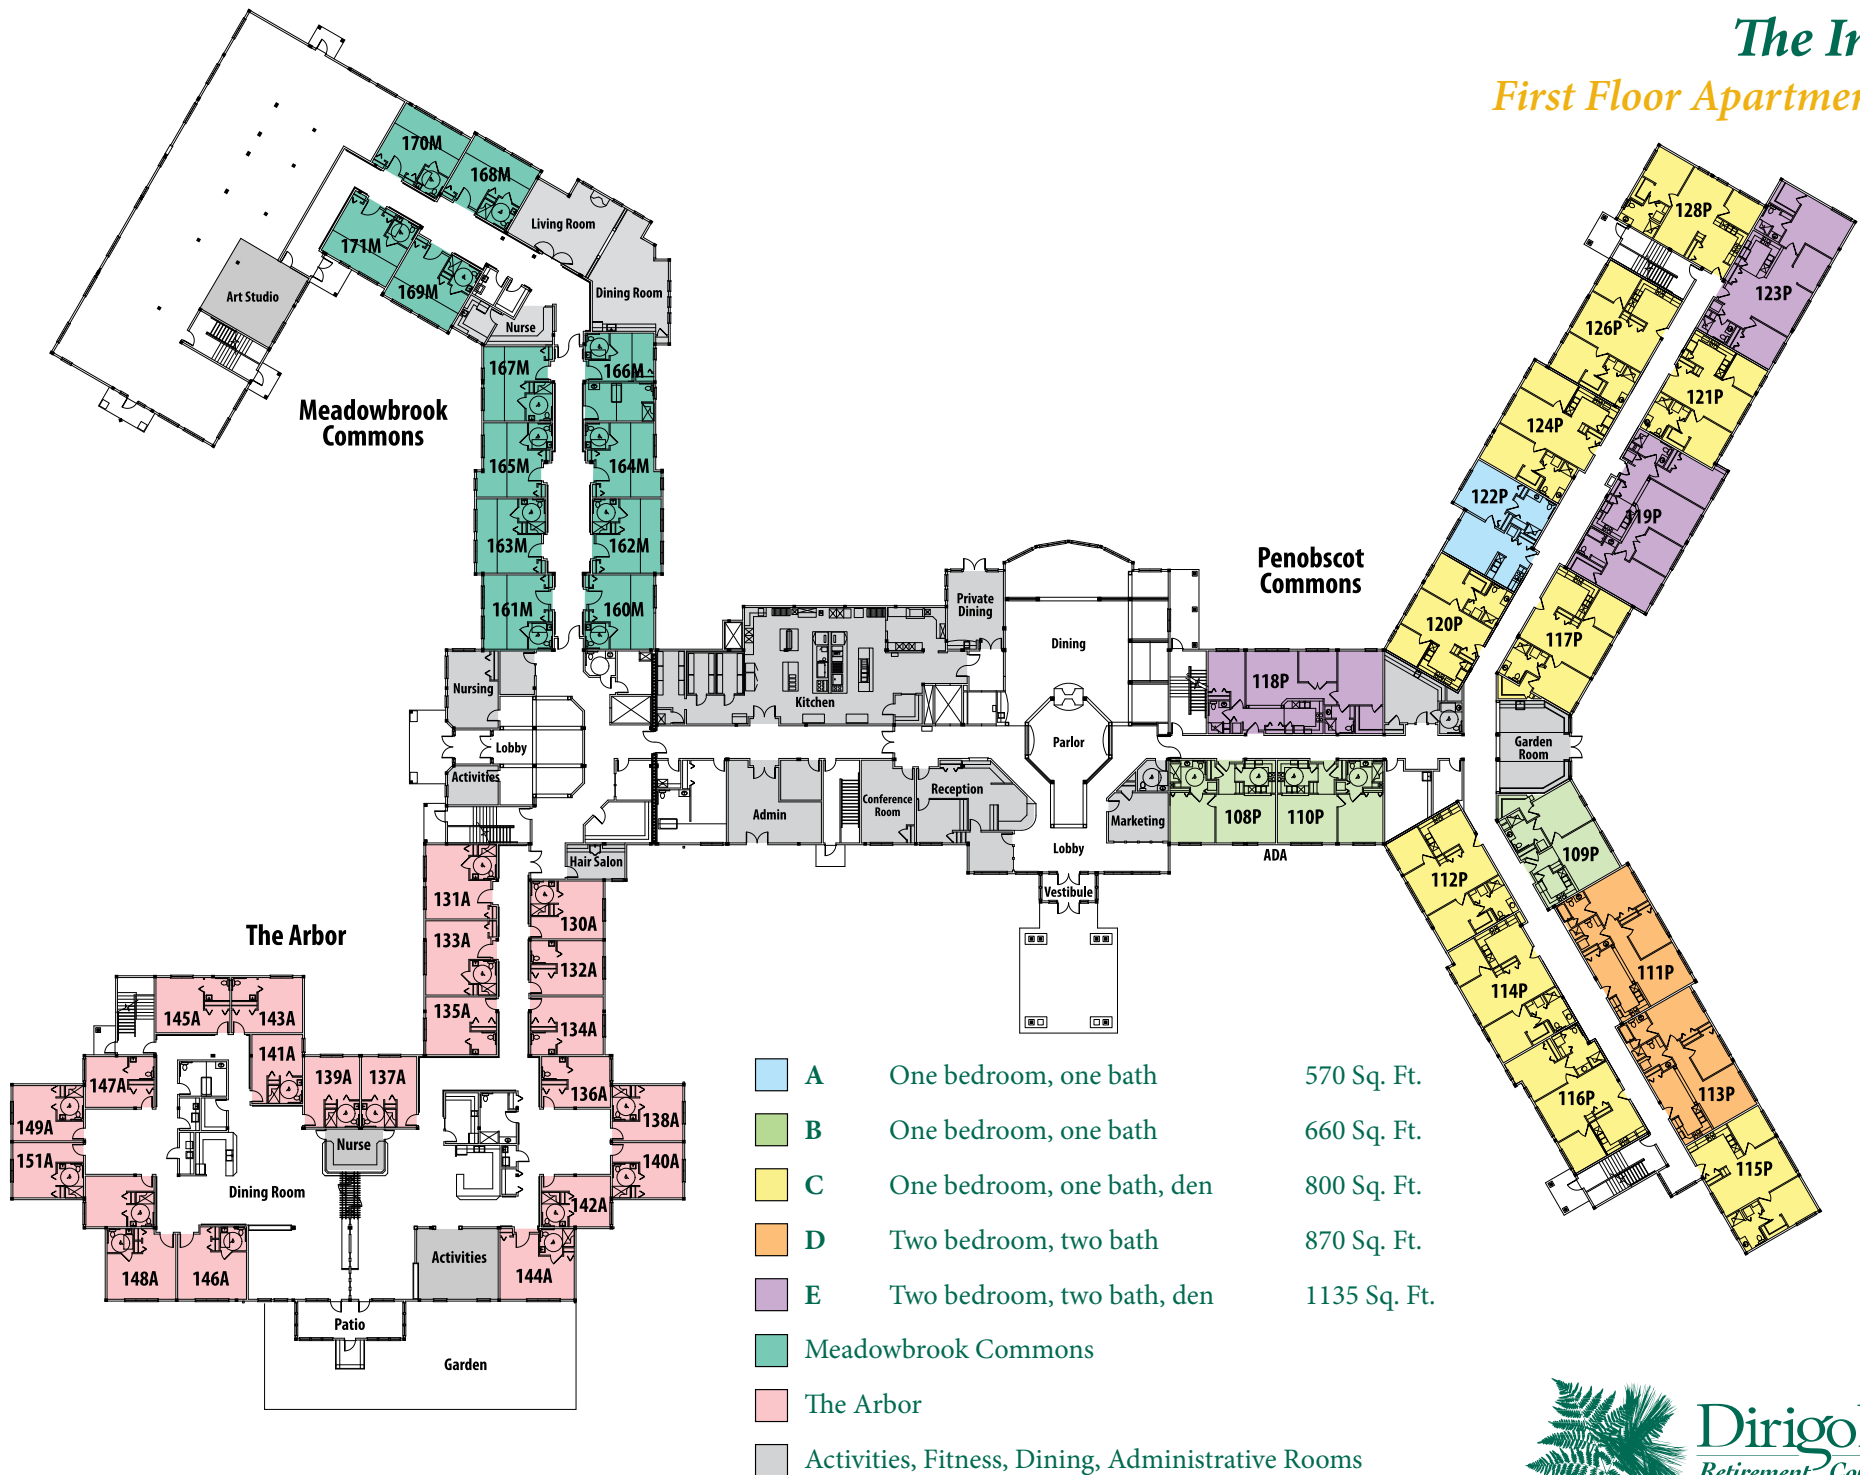 The In
First Floor Apartmen
170M
168M
Living Room
171M
169M
Dining Room
Art Studio
Nurse
167M
166M
Meadowbrook
Commons
165M
164M
163M
162M
161M
160M
Nursing
Lobby
Activities
Kitchen
Private
Dining
Dining
Parlor
Admin
Conference
Room
Reception
Marketing
Lobby
Vestibule
Hair Salon
Penobscot
Commons
128P
123P
126P
121P
124P
122P
119P
120P
117P
118P
Garden
Room
108P
110P
ADA
109P
112P
111P
114P
113P
116P
115P
The Arbor
131A
130A
133A
132A
135A
134A
145A
143A
141A
139A
137A
136A
147A
149A
138A
151A
140A
Nurse
Dining Room
142A
148A
146A
Activities
144A
Patio
Garden
A One bedroom, one bath 570 Sq. Ft.
B One bedroom, one bath 660 Sq. Ft.
C One bedroom, one bath, den 800 Sq. Ft.
D Two bedroom, two bath 870 Sq. Ft.
E Two bedroom, two bath, den 1135 Sq. Ft.
Meadowbrook Commons
The Arbor
Activities, Fitness, Dining, Administrative Rooms
Dirigo
Retirement Co